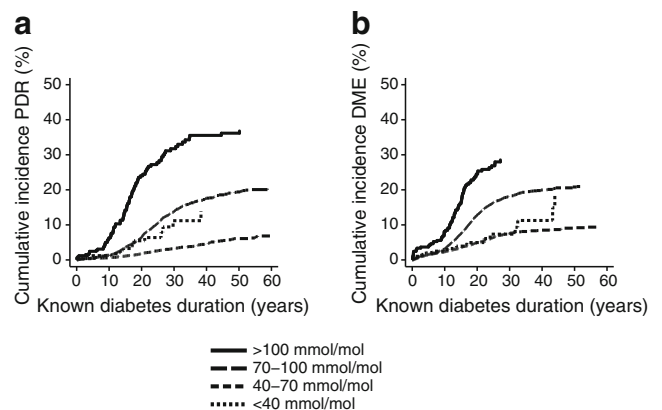 a
Cumulative incidence PDR (%)
50
40
30
20
10
0
0 10 20 30 40 50 60
Known diabetes duration (years)
b
Cumulative incidence DME (%)
50
40
30
20
10
0
0 10 20 30 40 50 60
Known diabetes duration (years)
>100 mmol/mol
70–100 mmol/mol
40–70 mmol/mol
<40 mmol/mol